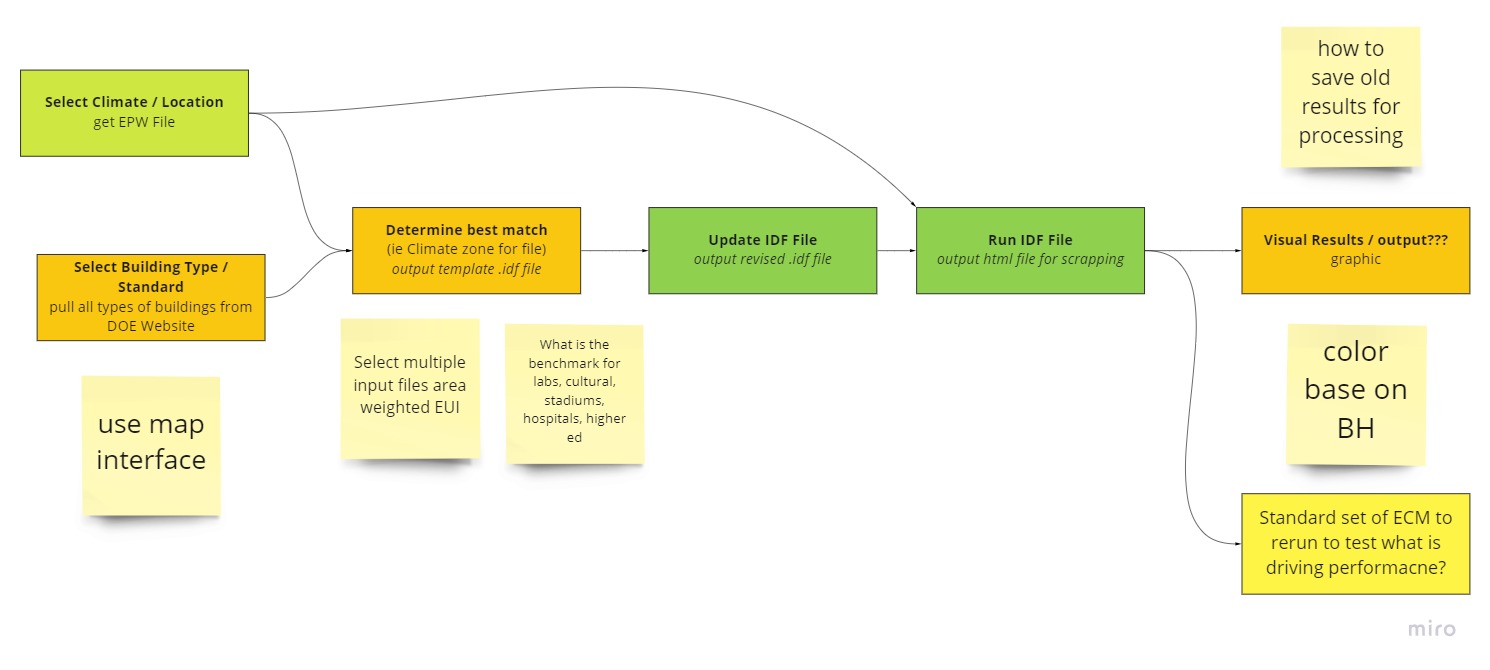 how to
save old
results for
processing
Select Climate / Location
get EPW File
Determine best match
(ie Climate zone for file)
output template .idf file
Update IDF File
output revised .idf file
Run IDF File
output html file for scrapping
Visual Results / output???
graphic
Select Building Type /
Standard
pull all types of buildings from
DOE Website
Select multiple
input files area
weighted EUI
What is the
benchmark for
labs, cultural,
stadiums,
hospitals, higher
ed
color
base on
BH
use map
interface
Standard set of ECM to
rerun to test what is
driving performacne?
miro